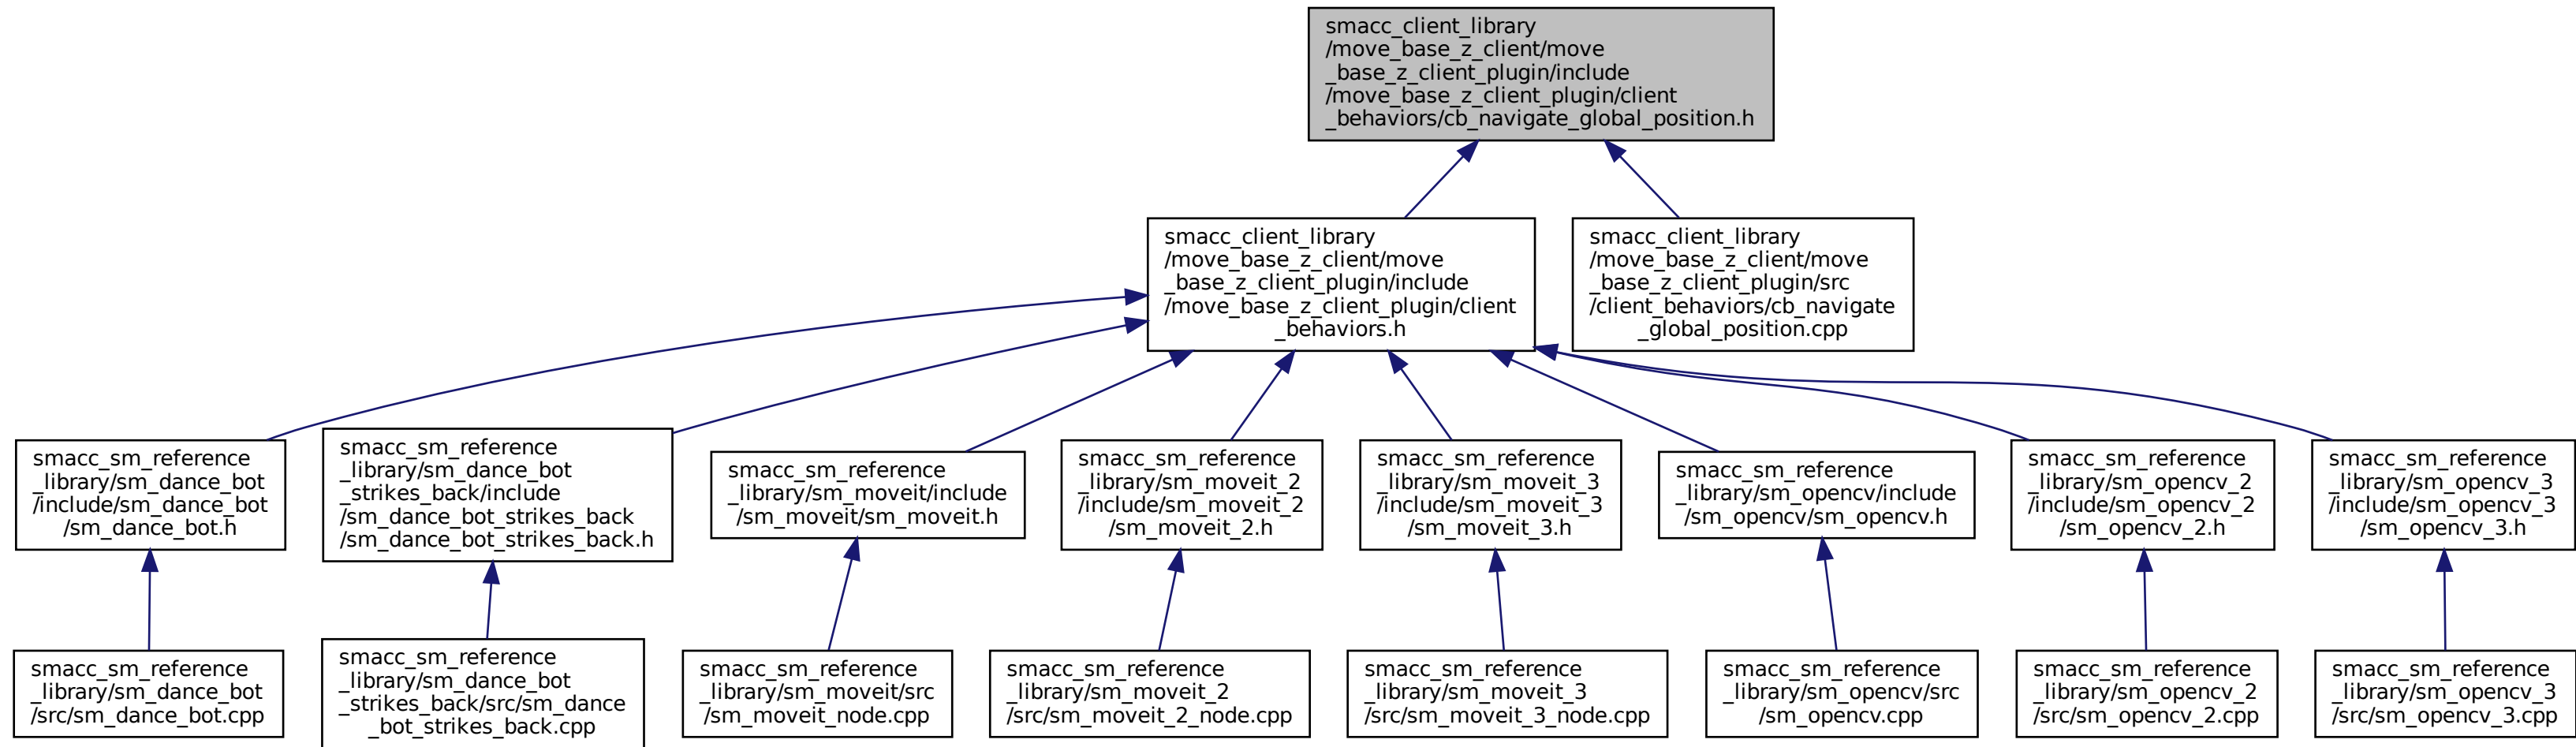 smacc_client_library
/move_base_z_client/move
_base_z_client_plugin/include
/move_base_z_client_plugin/client
_behaviors/cb_navigate_global_position.h
smacc_client_library
/move_base_z_client/move
_base_z_client_plugin/include
/move_base_z_client_plugin/client
_behaviors.h
smacc_client_library
/move_base_z_client/move
_base_z_client_plugin/src
/client_behaviors/cb_navigate
_global_position.cpp
smacc_sm_reference
_library/sm_dance_bot
/include/sm_dance_bot
/sm_dance_bot.h
smacc_sm_reference
_library/sm_dance_bot
_strikes_back/include
/sm_dance_bot_strikes_back
/sm_dance_bot_strikes_back.h
smacc_sm_reference
_library/sm_moveit/include
/sm_moveit/sm_moveit.h
smacc_sm_reference
_library/sm_moveit_2
/include/sm_moveit_2
/sm_moveit_2.h
smacc_sm_reference
_library/sm_moveit_3
/include/sm_moveit_3
/sm_moveit_3.h
smacc_sm_reference
_library/sm_opencv/include
/sm_opencv/sm_opencv.h
smacc_sm_reference
_library/sm_opencv_2
/include/sm_opencv_2
/sm_opencv_2.h
smacc_sm_reference
_library/sm_opencv_3
/include/sm_opencv_3
/sm_opencv_3.h
smacc_sm_reference
_library/sm_dance_bot
/src/sm_dance_bot.cpp
smacc_sm_reference
_library/sm_dance_bot
_strikes_back/src/sm_dance
_bot_strikes_back.cpp
smacc_sm_reference
_library/sm_moveit/src
/sm_moveit_node.cpp
smacc_sm_reference
_library/sm_moveit_2
/src/sm_moveit_2_node.cpp
smacc_sm_reference
_library/sm_moveit_3
/src/sm_moveit_3_node.cpp
smacc_sm_reference
_library/sm_opencv/src
/sm_opencv.cpp
smacc_sm_reference
_library/sm_opencv_2
/src/sm_opencv_2.cpp
smacc_sm_reference
_library/sm_opencv_3
/src/sm_opencv_3.cpp